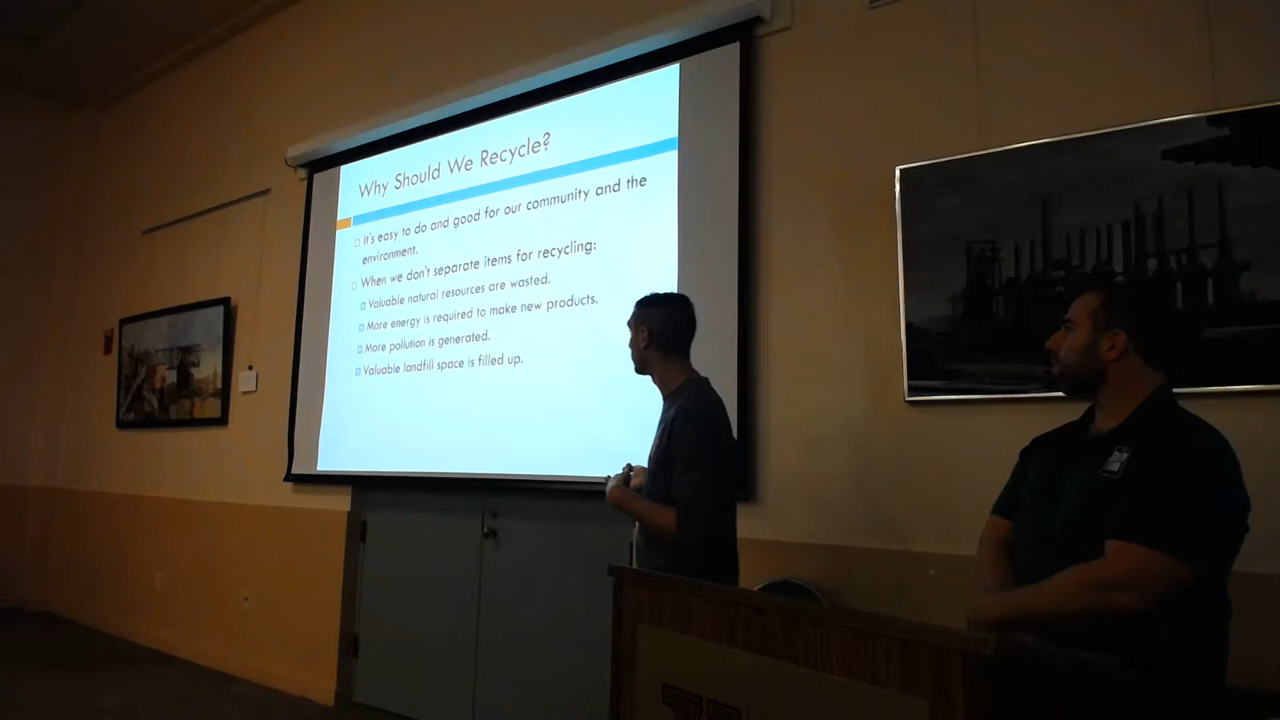 Why Should We Recycle?
It's easy to do and good for our community and the
environment.
When we don't separate items for recycling:
Valuable natural resources are wasted.
More energy is required to make new products.
More pollution is generated.
Valuable landfill space is filled up.